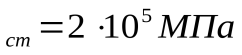 ст = 2 · 10⁵ МПа